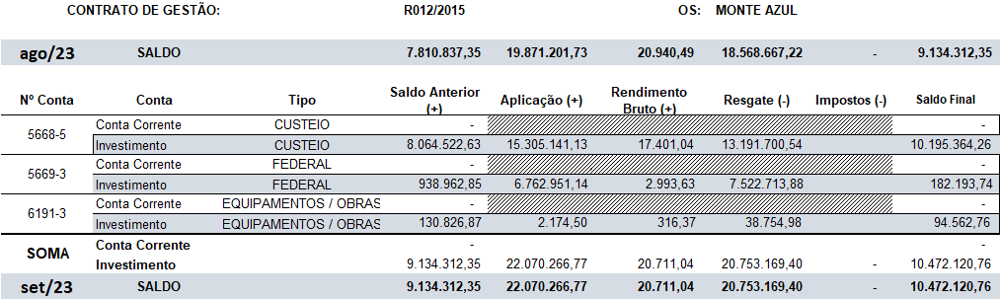 CONTRATO DE GESTÃO: R012/2015 OS: MONTE AZUL
ago/23 SALDO 7.810.837,35 19.871.201,73 20.940,49 18.568.667,22 - 9.134.312,35
Nº Conta Conta Tipo Saldo Anterior (+) Aplicação (+) Rendimento Bruto (+) Resgate (-) Impostos (-) Saldo Final
5668-5 Conta Corrente CUSTEIO - -
Investimento CUSTEIO 8.064.522,63 15.305.141,13 17.401,04 13.191.700,54 10.195.364,26
5669-3 Conta Corrente FEDERAL - -
Investimento FEDERAL 938.962,85 6.762.951,14 2.993,63 7.522.713,88 182.193,74
6191-3 Conta Corrente EQUIPAMENTOS / OBRAS - -
Investimento EQUIPAMENTOS / OBRAS 130.826,87 2.174,50 316,37 38.754,98 94.562,76
SOMA Conta Corrente - -
Investimento 9.134.312,35 22.070.266,77 20.711,04 20.753.169,40 - 10.472.120,76
set/23 SALDO 9.134.312,35 22.070.266,77 20.711,04 20.753.169,40 - 10.472.120,76